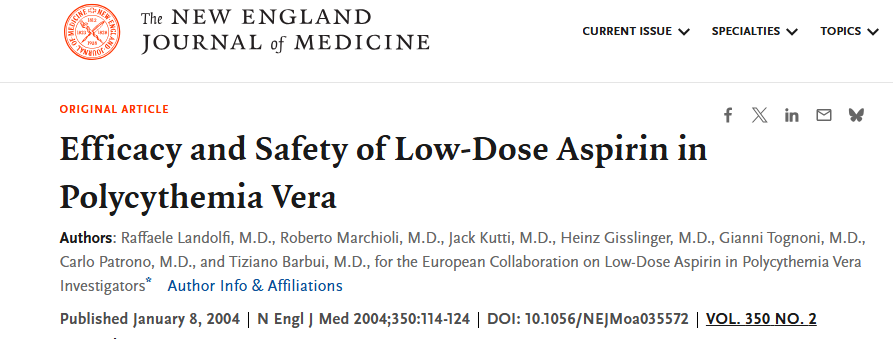 The NEW ENGLAND
JOURNAL of MEDICINE
CURRENT ISSUE
SPECIALTIES
TOPICS
ORIGINAL ARTICLE
Efficacy and Safety of Low-Dose Aspirin in
Polycythemia Vera
Authors: Raffaele Landolfi, M.D., Roberto Marchioli, M.D., Jack Kutti, M.D., Heinz Gisslinger, M.D., Gianni Tognoni, M.D.,
Carlo Patrono, M.D., and Tiziano Barbui, M.D., for the European Collaboration on Low-Dose Aspirin in Polycythemia Vera
Investigators* Author Info & Affiliations
Published January 8, 2004 | N Engl J Med 2004;350:114-124 | DOI: 10.1056/NEJMoa035572 | VOL. 350 NO. 2